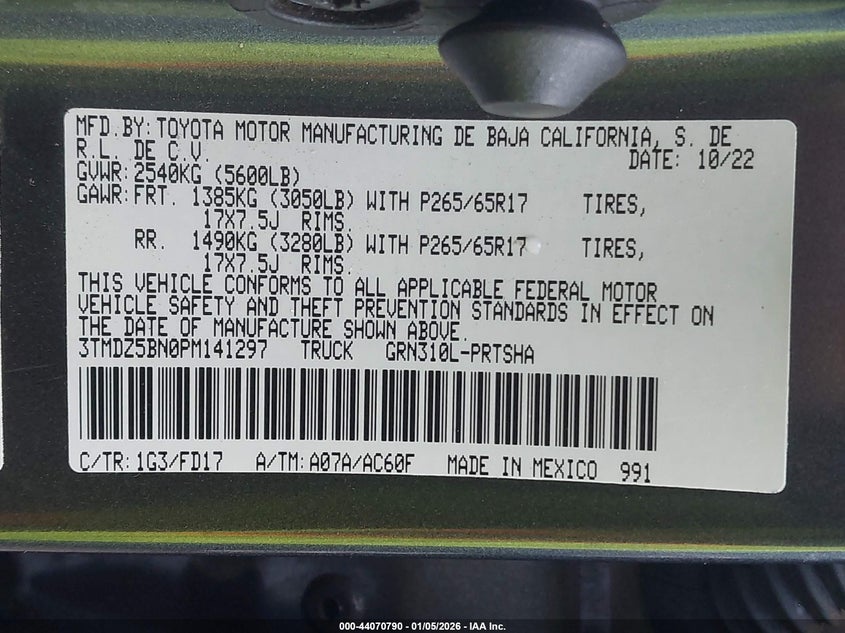 MFD.BY:TOYOTA MOTOR MANUFACTURING DE BAJA CALIFORNIA, S. DE
R.L. DE C.V. DATE: 10/22
GVWR:2540KG (5600LB)
GAWR:FRT. 1385KG (3050LB) WITH P265/65R17 TIRES,
17X7.5J RIMS.
RR. 1490KG (3280LB) WITH P265/65R17 TIRES,
17X7.5J RIMS.
THIS VEHICLE CONFORMS TO ALL APPLICABLE FEDERAL MOTOR
VEHICLE SAFETY AND THEFT PREVENTION STANDARDS IN EFFECT ON
THE DATE OF MANUFACTURE SHOWN ABOVE.
3TMDZ5BN0PM141297 TRUCK GRN310L-PRTSHA
C/TR:1G3/FD17 A/TM:A07A/AC60F MADE IN MEXICO 991
000-44070790 - 01/05/2026 - IAA Inc.